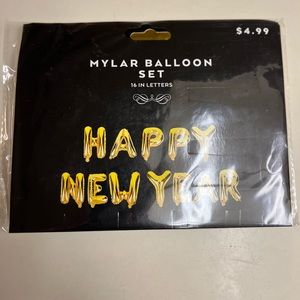 $4.99
MYLAR BALLOON
SET
16 IN LETTERS
HAPPY
NEW YEAR